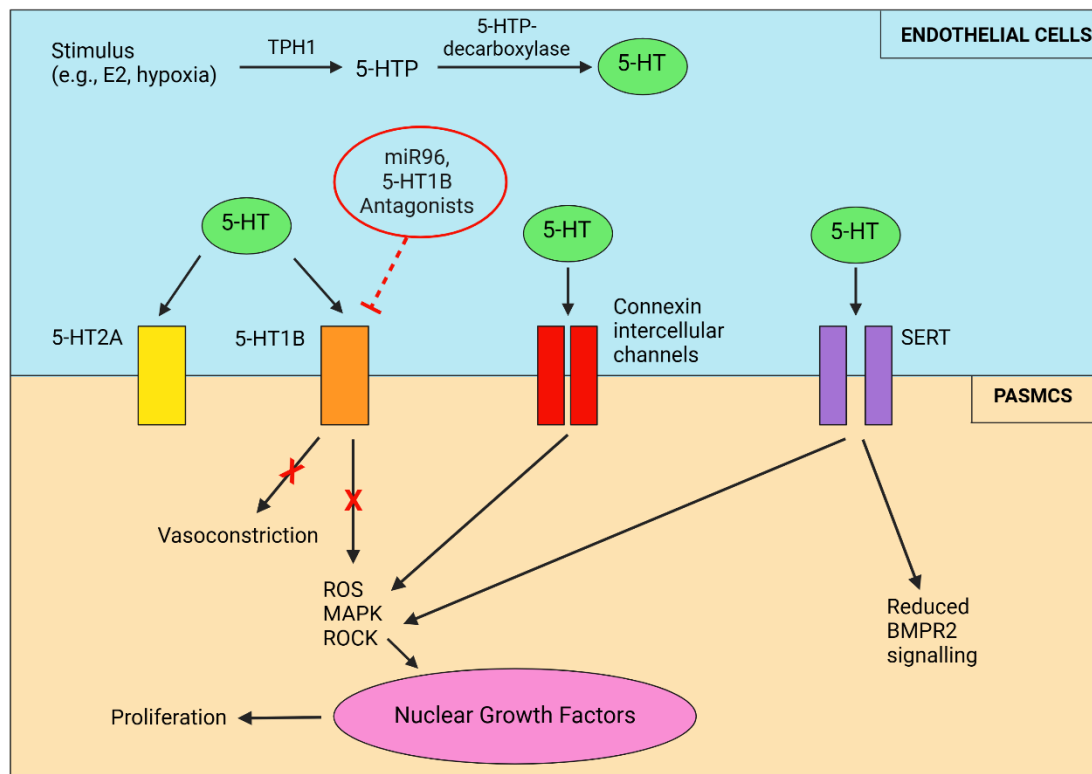 ENDOTHELIAL CELLS
Stimulus
(e.g., E2, hypoxia)
TPH1
5-HTP
5-HTP-
decarboxylase
5-HT
miR96,
5-HT1B
Antagonists
5-HT
5-HT
5-HT
5-HT2A
5-HT1B
Connexin
intercellular
channels
SERT
PASMCS
Vasoconstriction
ROS
MAPK
ROCK
Reduced
BMPR2
signalling
Proliferation
Nuclear Growth Factors